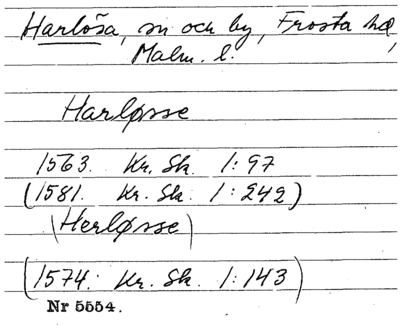 Harlösa, sn och by, Frosta hd,
Malm. l.
Harløsse
1563. Kr. Sk. 1:97
(1581. Kr. Sk. 1:242)
(Herløsse)
(1574. Kr. Sk. 1:143)
Nr 5554.